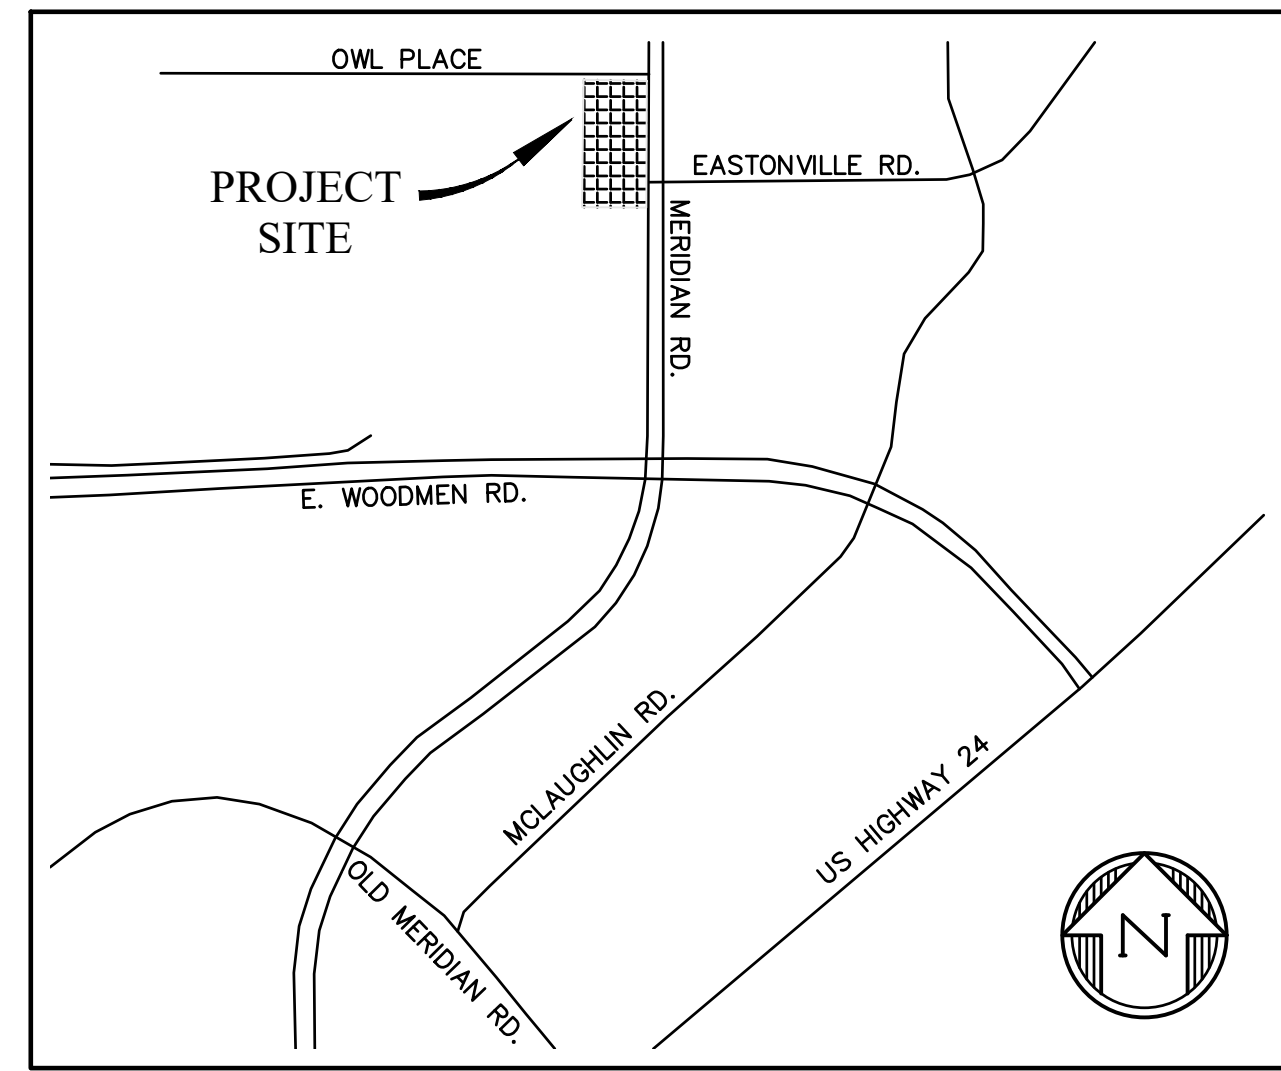 OWL PLACE
EASTONVILLE RD.
PROJECT
SITE
MERIDIAN RD.
E. WOODMEN RD.
MCLAUGHLIN RD.
US HIGHWAY 24
OLD MERIDIAN RD.
N